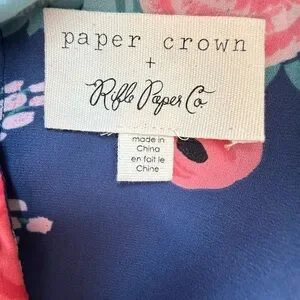 paper crown
+
Rifle Paper Co
made in
China
en fait le
Chine